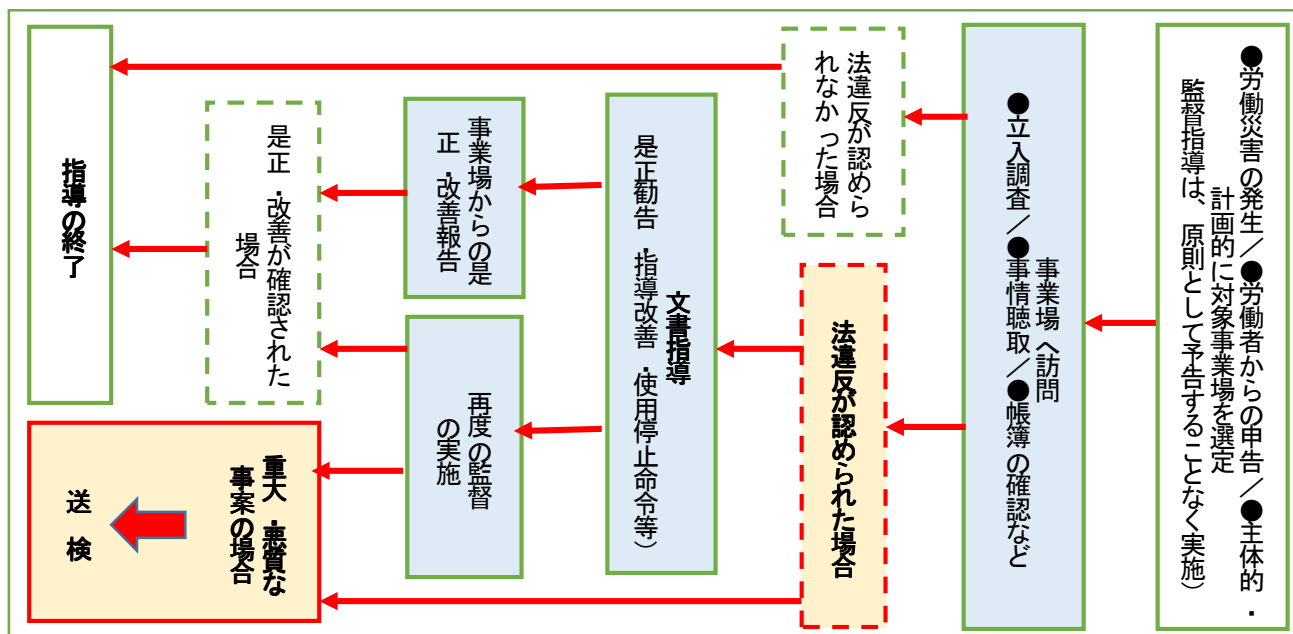 ●労働災害の発生／●労働者からの申告／●主体的・
計画的に対象事業場を選定
監督指導は、原則として予告することなく実施）
事業場へ訪問
●立入調査／●事情聴取／●帳簿の確認など
法違反が認めら
れなかった場合
法違反が認められた場合
文書指導
是正勧告・指導改善・使用停止命令等）
事業場からの是
正・改善報告
再度の監督
の実施
是正・改善が確認された
場合
重大・悪質な
事案の場合
送検
指導の終了